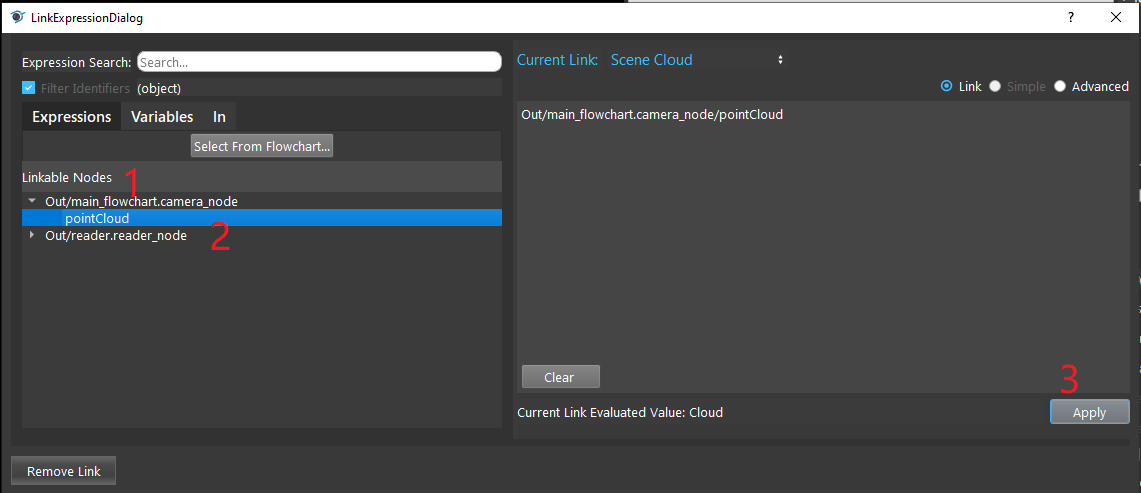 LinkExpressionDialog
?
Expression Search: Search...
Filter Identifiers (object)
Expressions Variables In
Select From Flowchart...
Linkable Nodes
1
Out/main_flowchart.camera_node
pointCloud
Out/reader.reader_node
2
Current Link: Scene Cloud
Link Simple Advanced
Out/main_flowchart.camera_node/pointCloud
Clear
3
Current Link Evaluated Value: Cloud
Apply
Remove Link